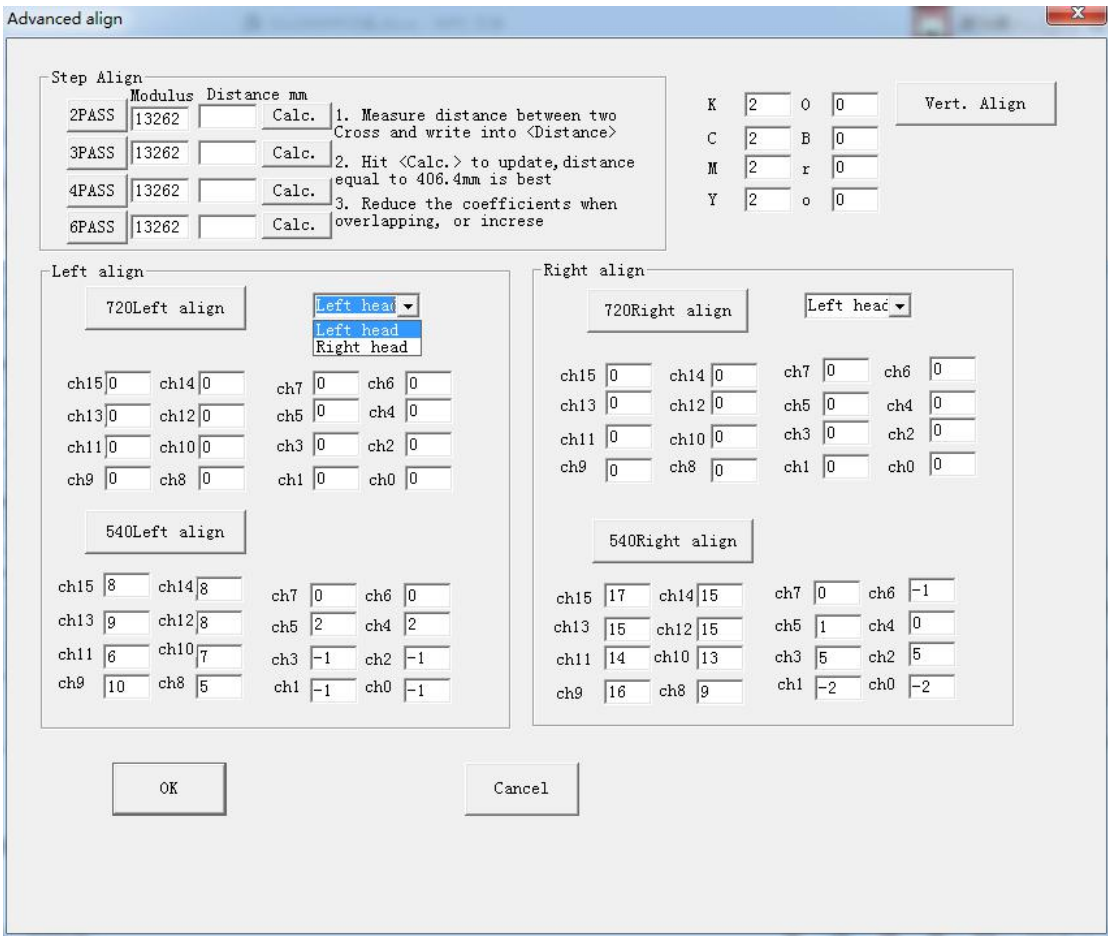 Advanced align
Step Align
Modulus Distance mm
2PASS 13262 Calc.
3PASS 13262 Calc.
4PASS 13262 Calc.
6PASS 13262 Calc.
1. Measure distance between two
Cross and write into <Distance>
2. Hit <Calc.> to update,distance
equal to 406.4mm is best
3. Reduce the coefficients when
overlapping, or increse
K 2 O 0
C 2 B 0
M 2 r 0
Y 2 o 0
Vert. Align
Left align
720Left align
Left head
Left head
Right head
ch15 0 ch14 0 ch7 0 ch6 0
ch13 0 ch12 0 ch5 0 ch4 0
ch11 0 ch10 0 ch3 0 ch2 0
ch9 0 ch8 0 ch1 0 ch0 0
540Left align
ch15 8 ch14 8 ch7 0 ch6 0
ch13 9 ch12 8 ch5 2 ch4 2
ch11 6 ch10 7 ch3 -1 ch2 -1
ch9 10 ch8 5 ch1 -1 ch0 -1
Right align
720Right align
Left head
ch15 0 ch14 0 ch7 0 ch6 0
ch13 0 ch12 0 ch5 0 ch4 0
ch11 0 ch10 0 ch3 0 ch2 0
ch9 0 ch8 0 ch1 0 ch0 0
540Right align
ch15 17 ch14 15 ch7 0 ch6 -1
ch13 15 ch12 15 ch5 1 ch4 0
ch11 14 ch10 13 ch3 5 ch2 5
ch9 16 ch8 9 ch1 -2 ch0 -2
OK
Cancel